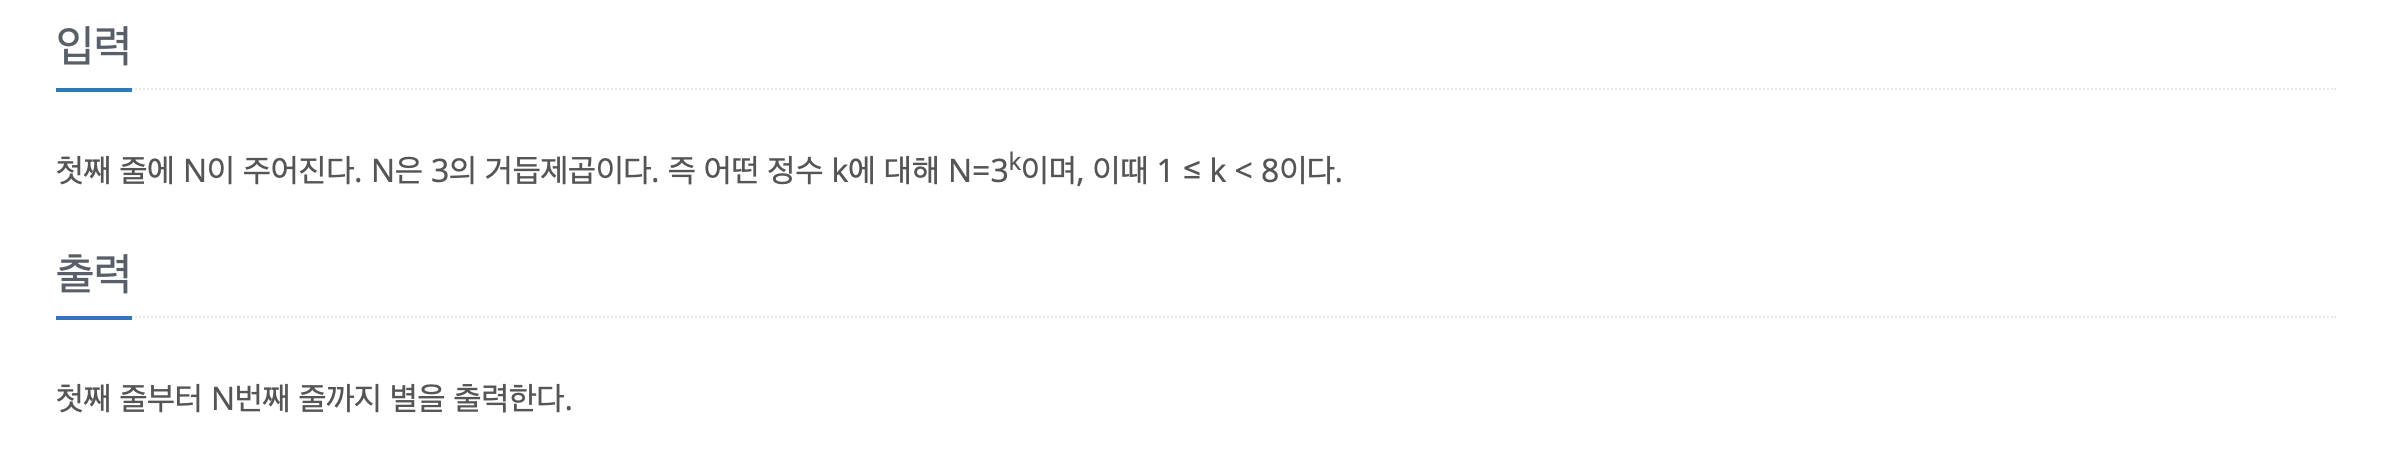 입력
첫째 줄에 N이 주어진다. N은 3의 거듭제곱이다. 즉 어떤 정수 k에 대해 N=3ᵏ이며, 이때 1 ≤ k < 8이다.
출력
첫째 줄부터 N번째 줄까지 별을 출력한다.